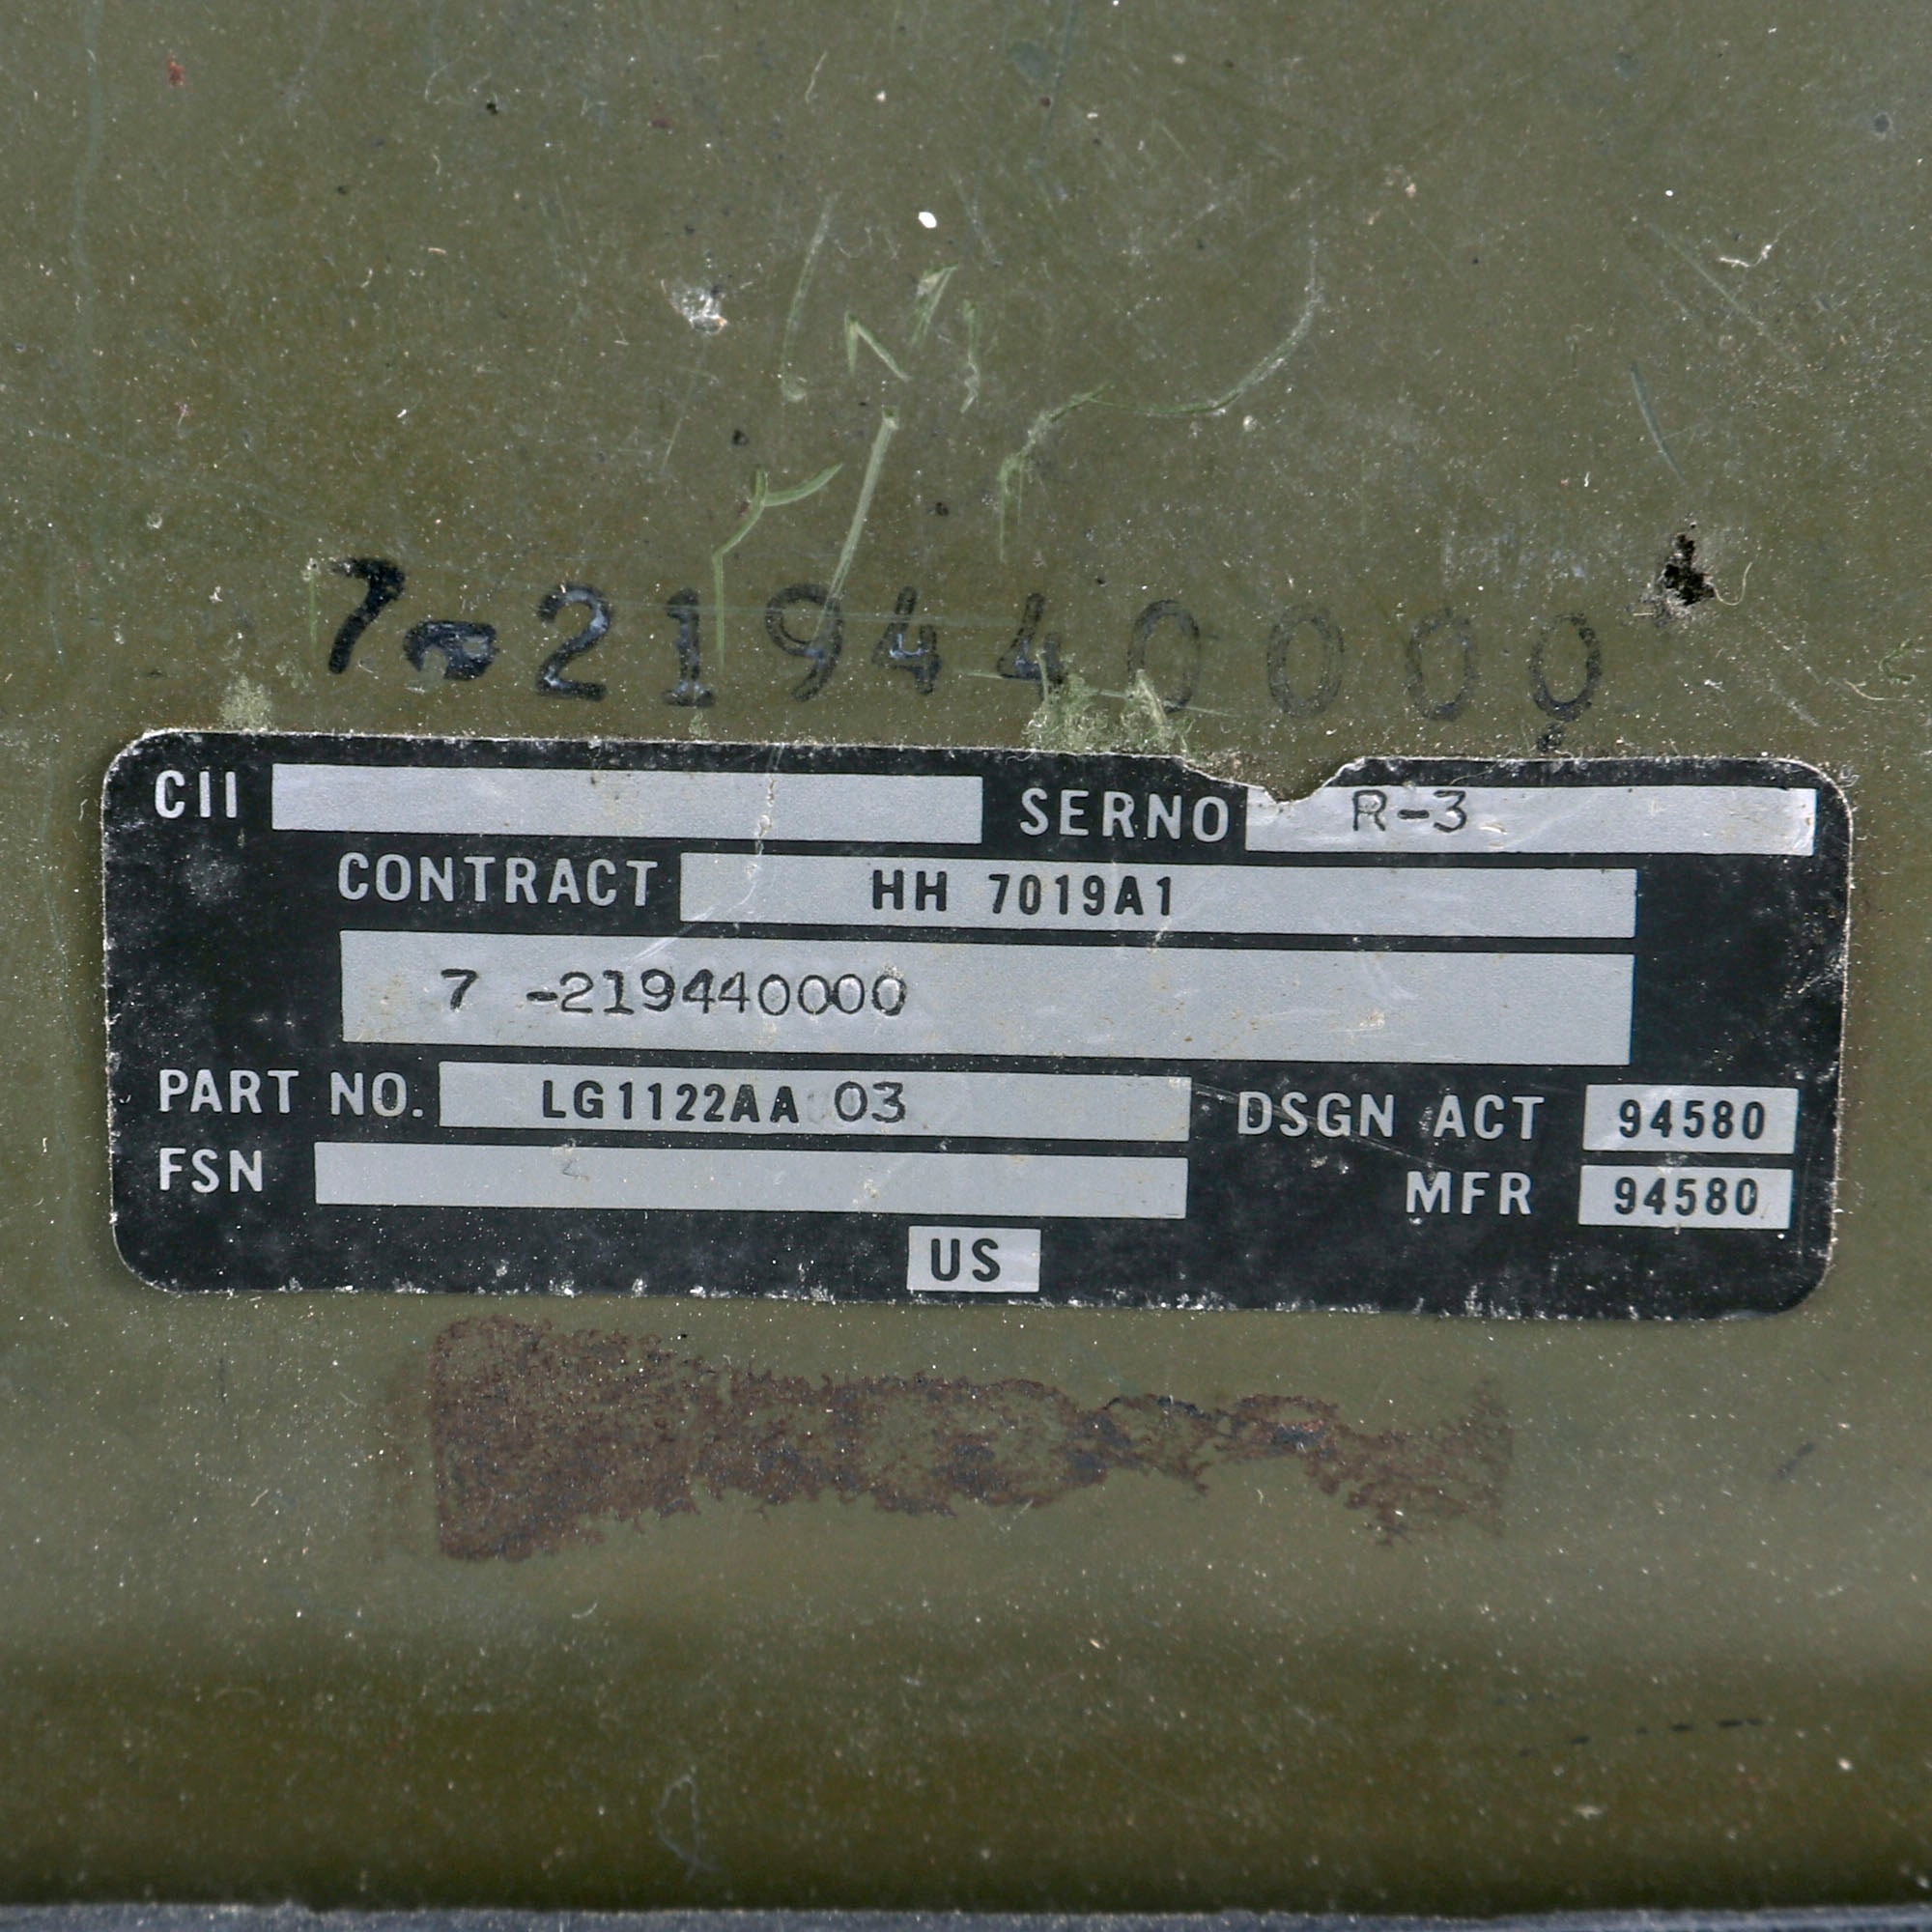 7-219440000
CII SERNO R-3
CONTRACT HH 7019A1
7 -219440000
PART NO. LG1122AA 03 DSGN ACT 94580
FSN MFR 94580
US